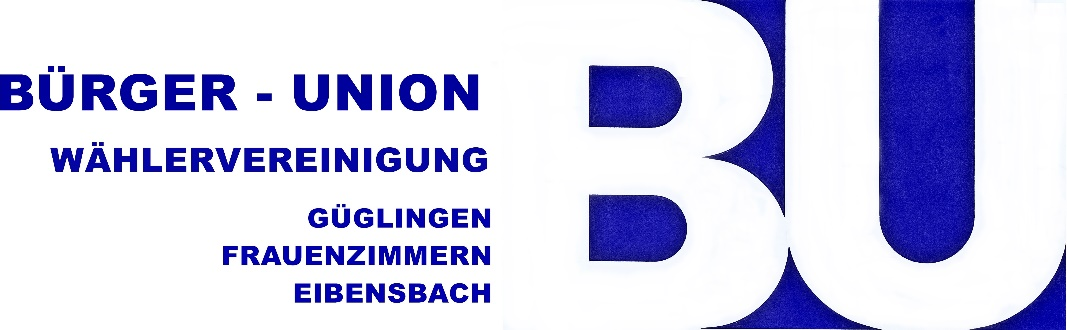 BÜRGER - UNION
WÄHLERVEREINIGUNG
GÜGLINGEN
FRAUENZIMMERN
EIBENSBACH
BU